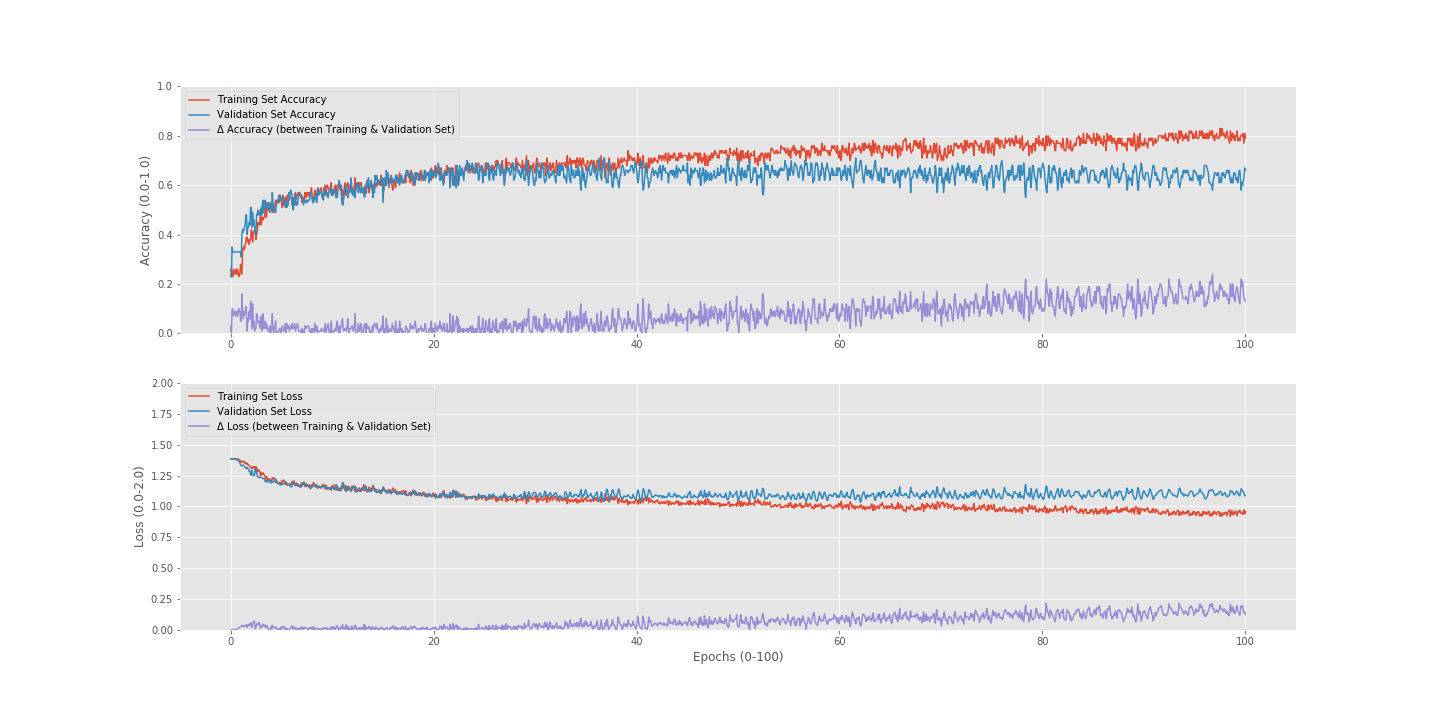 1.0
Training Set Accuracy
Validation Set Accuracy
Δ Accuracy (between Training & Validation Set)
0.8
0.6
0.4
0.2
0.0
Accuracy (0.0-1.0)
0 20 40 60 80 100
2.00
Training Set Loss
Validation Set Loss
Δ Loss (between Training & Validation Set)
1.75
1.50
1.25
1.00
0.75
0.50
0.25
0.00
Loss (0.0-2.0)
0 20 40 60 80 100
Epochs (0-100)